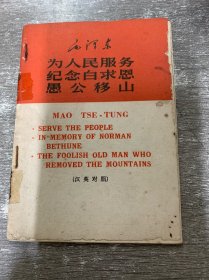 毛泽东
为人民服务
纪念白求恩
愚公移山
MAO TSE-TUNG
· SERVE THE PEOPLE
· IN MEMORY OF NORMAN
BETHUNE
· THE FOOLISH OLD MAN WHO
REMOVED THE MOUNTAINS
(汉英对照)